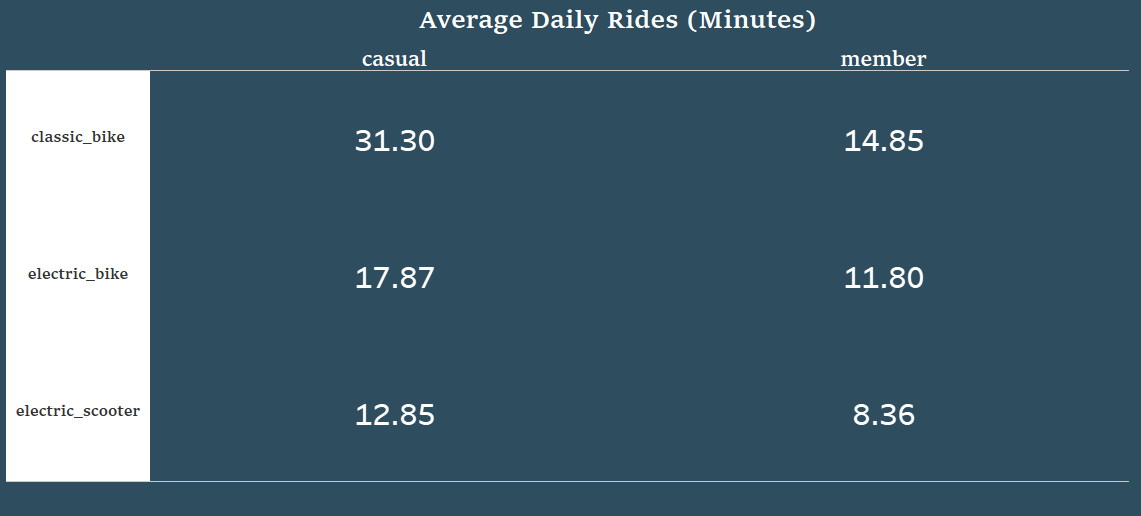 Average Daily Rides (Minutes)
casual member
classic_bike 31.30 14.85
electric_bike 17.87 11.80
electric_scooter 12.85 8.36